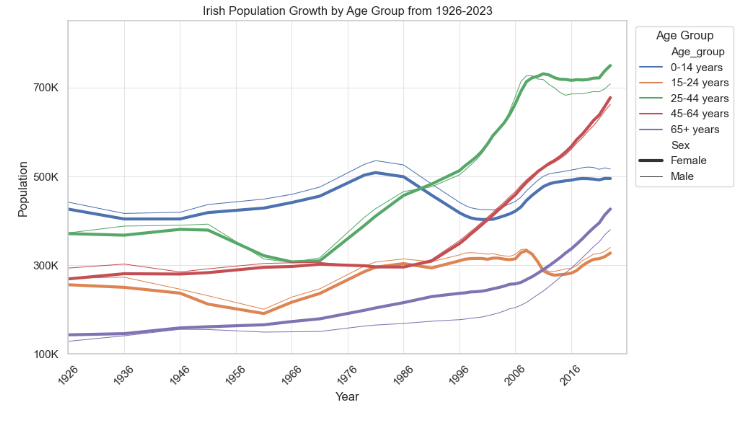 Irish Population Growth by Age Group from 1926-2023
Age Group
Age_group
0-14 years
15-24 years
25-44 years
45-64 years
65+ years
Sex
Female
Male
Population
700K
500K
300K
100K
1926
1936
1946
1956
1966
1976
1986
1996
2006
2016
Year